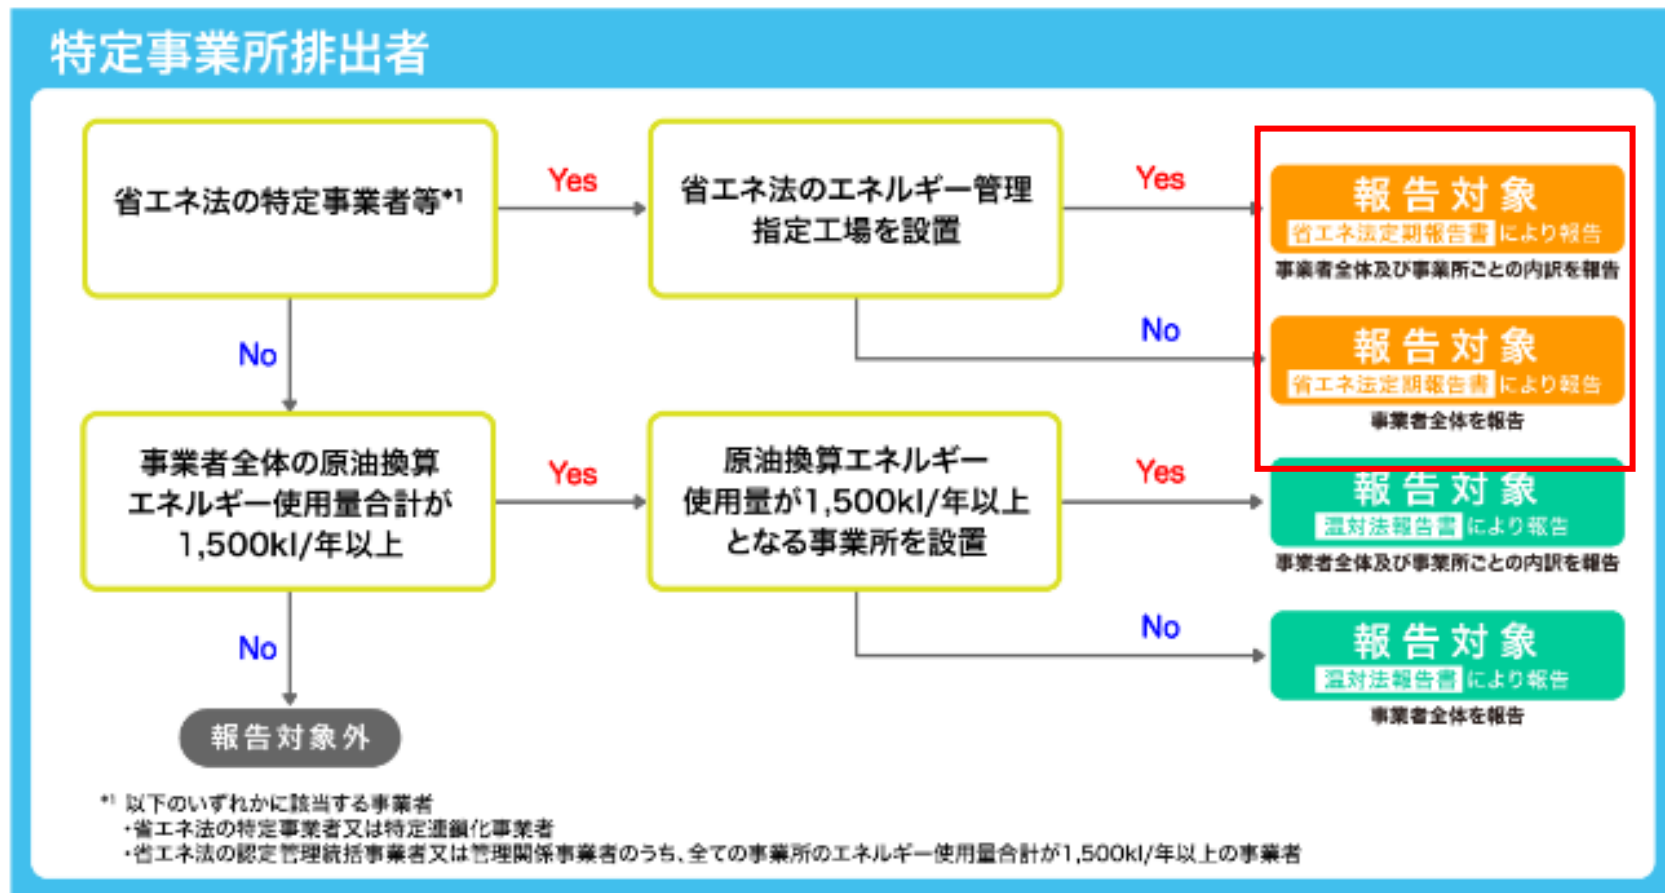 特定事業所排出者
省エネ法の特定事業者等*1
Yes
省エネ法のエネルギー管理
指定工場を設置
Yes
報告対象
省エネ法定期報告書 により報告
事業者全体及び事業所ごとの内訳を報告
No
報告対象
省エネ法定期報告書 により報告
事業者全体を報告
No
事業者全体の原油換算
エネルギー使用量合計が
1,500kl/年以上
Yes
原油換算エネルギー
使用量が1,500kl/年以上
となる事業所を設置
Yes
報告対象
温対法報告書 により報告
事業者全体及び事業所ごとの内訳を報告
No
報告対象
温対法報告書 により報告
事業者全体を報告
No
報告対象外
*1 以下のいずれかに該当する事業者
・省エネ法の特定事業者又は特定連鎖化事業者
・省エネ法の認定管理統括事業者又は管理関係事業者のうち、全ての事業所のエネルギー使用量合計が1,500kl/年以上の事業者